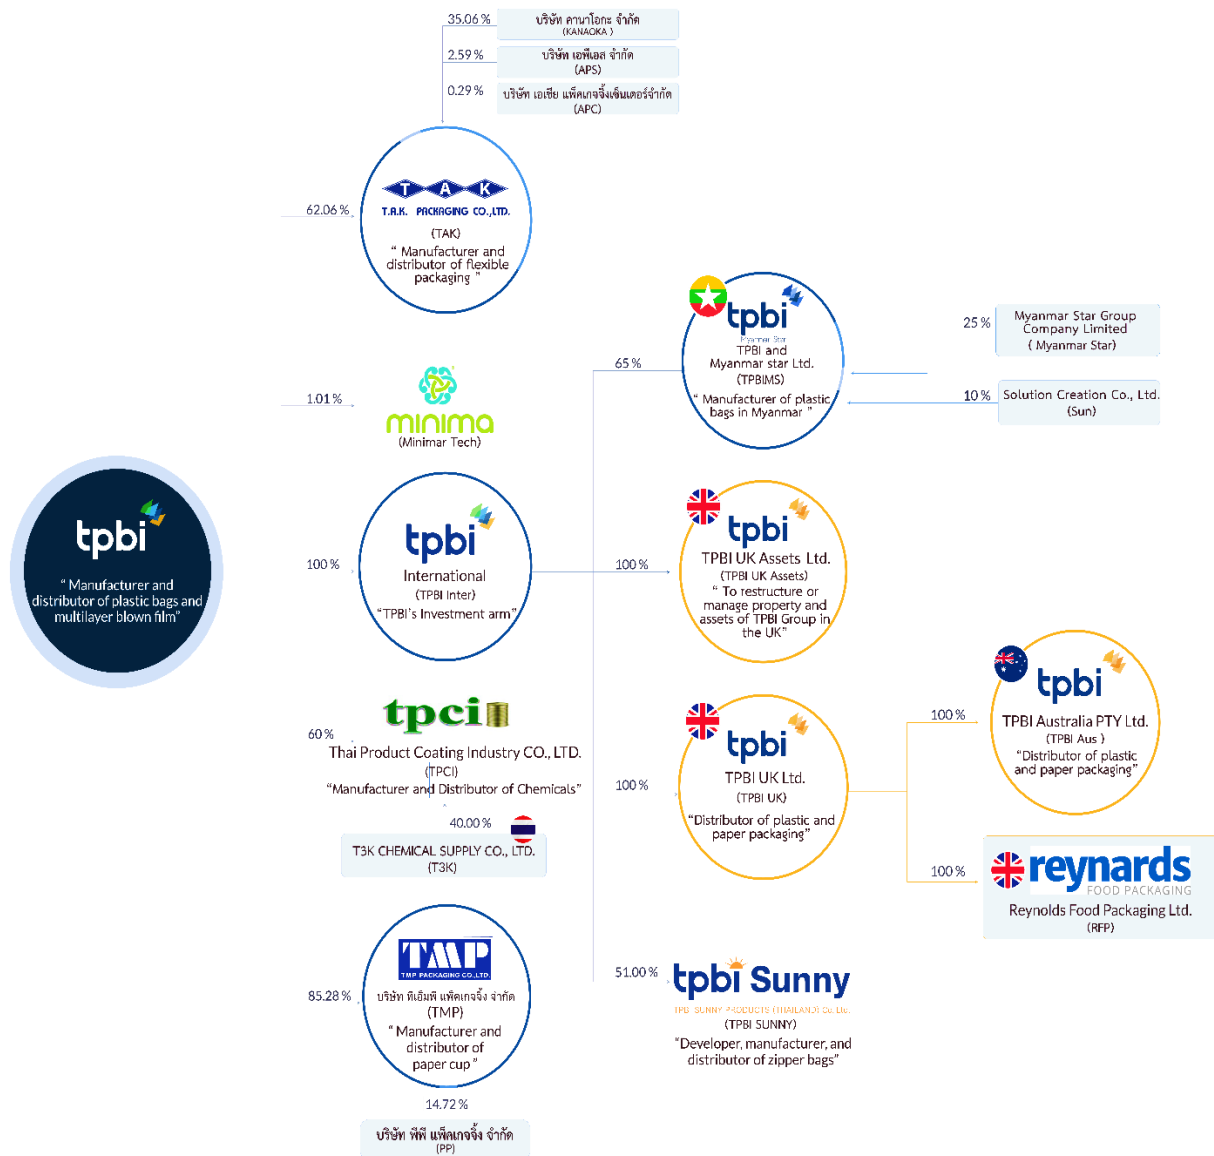 35.06 %
บริษัท คานาโอกะ จำกัด
(KANAOKA )
2.59 %
บริษัท เอพีเอส จำกัด
(APS)
0.29 %
บริษัท เอเชีย แพ็คเกจจิ้งเซ็นเตอร์จำกัด
(APC)
62.06 %
T A K
T.A.K. PACKAGING CO.,LTD.
(TAK)
“ Manufacturer and
distributor of flexible
packaging ”
1.01 %
minima
(Minimar Tech)
tpbi
“ Manufacturer and
distributor of plastic bags and
multilayer blown film”
100 %
tpbi
International
(TPBI Inter)
“TPBI’s Investment arm”
60 %
tpci
Thai Product Coating Industry CO., LTD.
(TPCI)
“Manufacturer and Distributor of Chemicals”
40.00 %
T3K CHEMICAL SUPPLY CO., LTD.
(T3K)
85.28 %
TMP
TMP PACKAGING CO.,LTD.
บริษัท ทีเอ็มพี แพ็คเกจจิ้ง จำกัด
(TMP)
“ Manufacturer and
distributor of
paper cup ”
14.72 %
บริษัท พีพี แพ็คเกจจิ้ง จำกัด
(PP)
65 %
tpbi
Myanmar Star
TPBI and
Myanmar star Ltd.
(TPBIMS)
“ Manufacturer of plastic
bags in Myanmar ”
25 %
Myanmar Star Group
Company Limited
( Myanmar Star)
10 %
Solution Creation Co., Ltd.
(Sun)
100 %
tpbi
TPBI UK Assets Ltd.
(TPBI UK Assets)
“ To restructure or
manage property and
assets of TPBI Group in
the UK”
100 %
tpbi
TPBI UK Ltd.
(TPBI UK)
“Distributor of plastic and
paper packaging”
100 %
tpbi
TPBI Australia PTY Ltd.
(TPBI Aus )
“Distributor of plastic
and paper packaging”
100 %
reynards
FOOD PACKAGING
Reynolds Food Packaging Ltd.
(RFP)
51.00 %
tpbi Sunny
TPBI SUNNY PRODUCTS (THAILAND) Co. Ltd.
(TPBI SUNNY)
“Developer, manufacturer, and
distributor of zipper bags”